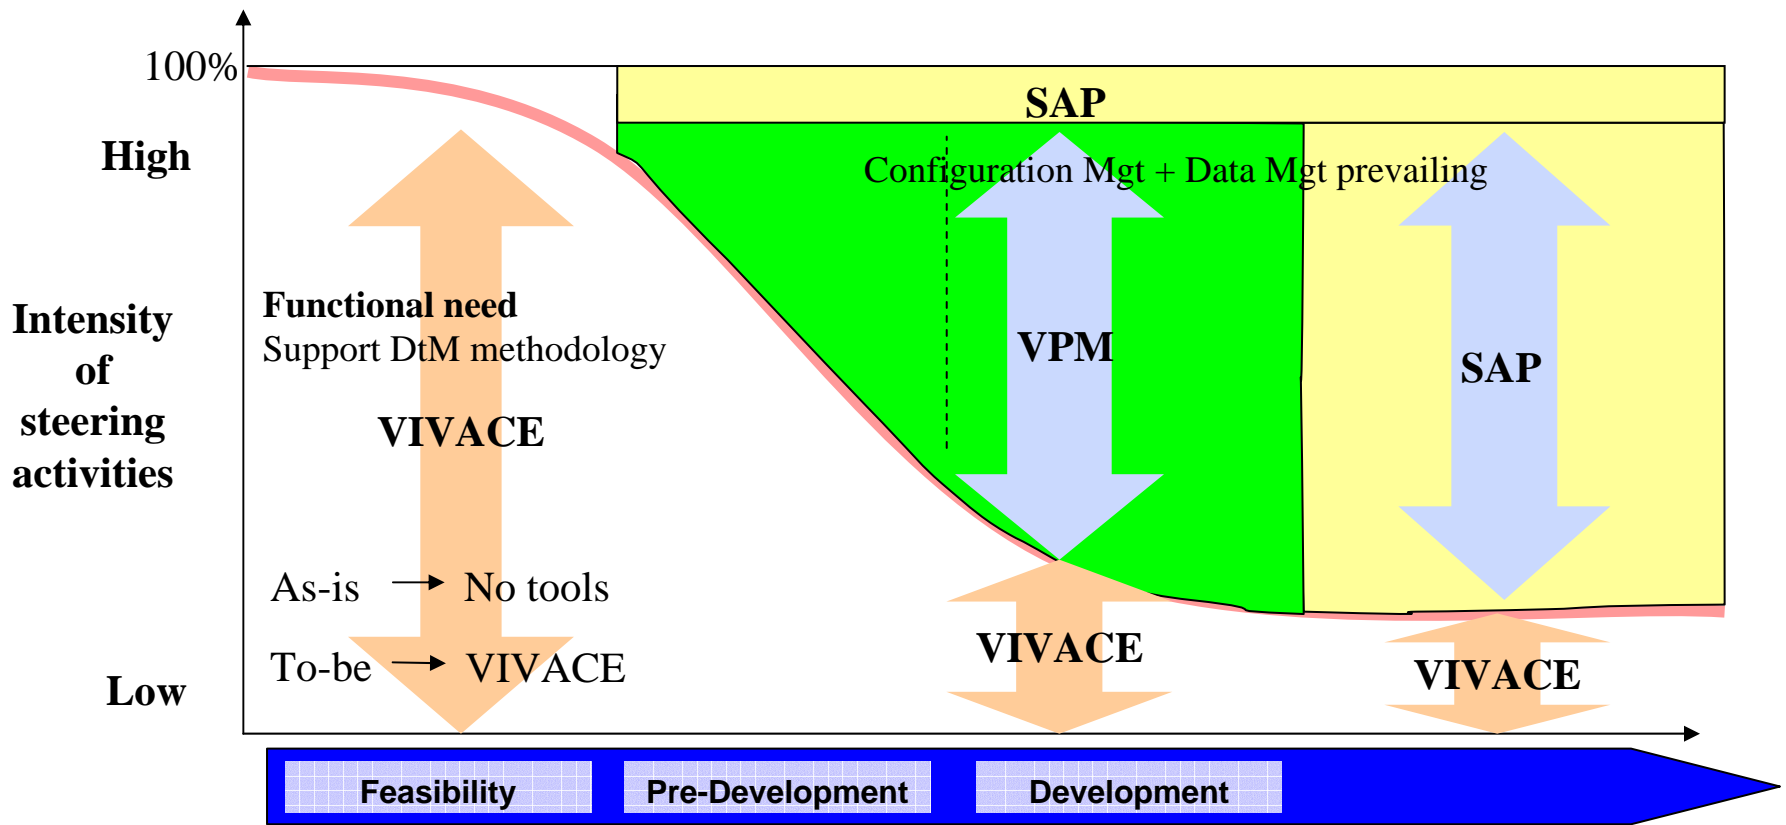 100%
SAP
High
Configuration Mgt + Data Mgt prevailing
Functional need
Support DtM methodology
Intensity
of
steering
activities
VPM
SAP
VIVACE
As-is
No tools
To-be
VIVACE
VIVACE
VIVACE
Low
Feasibility
Pre-Development
Development